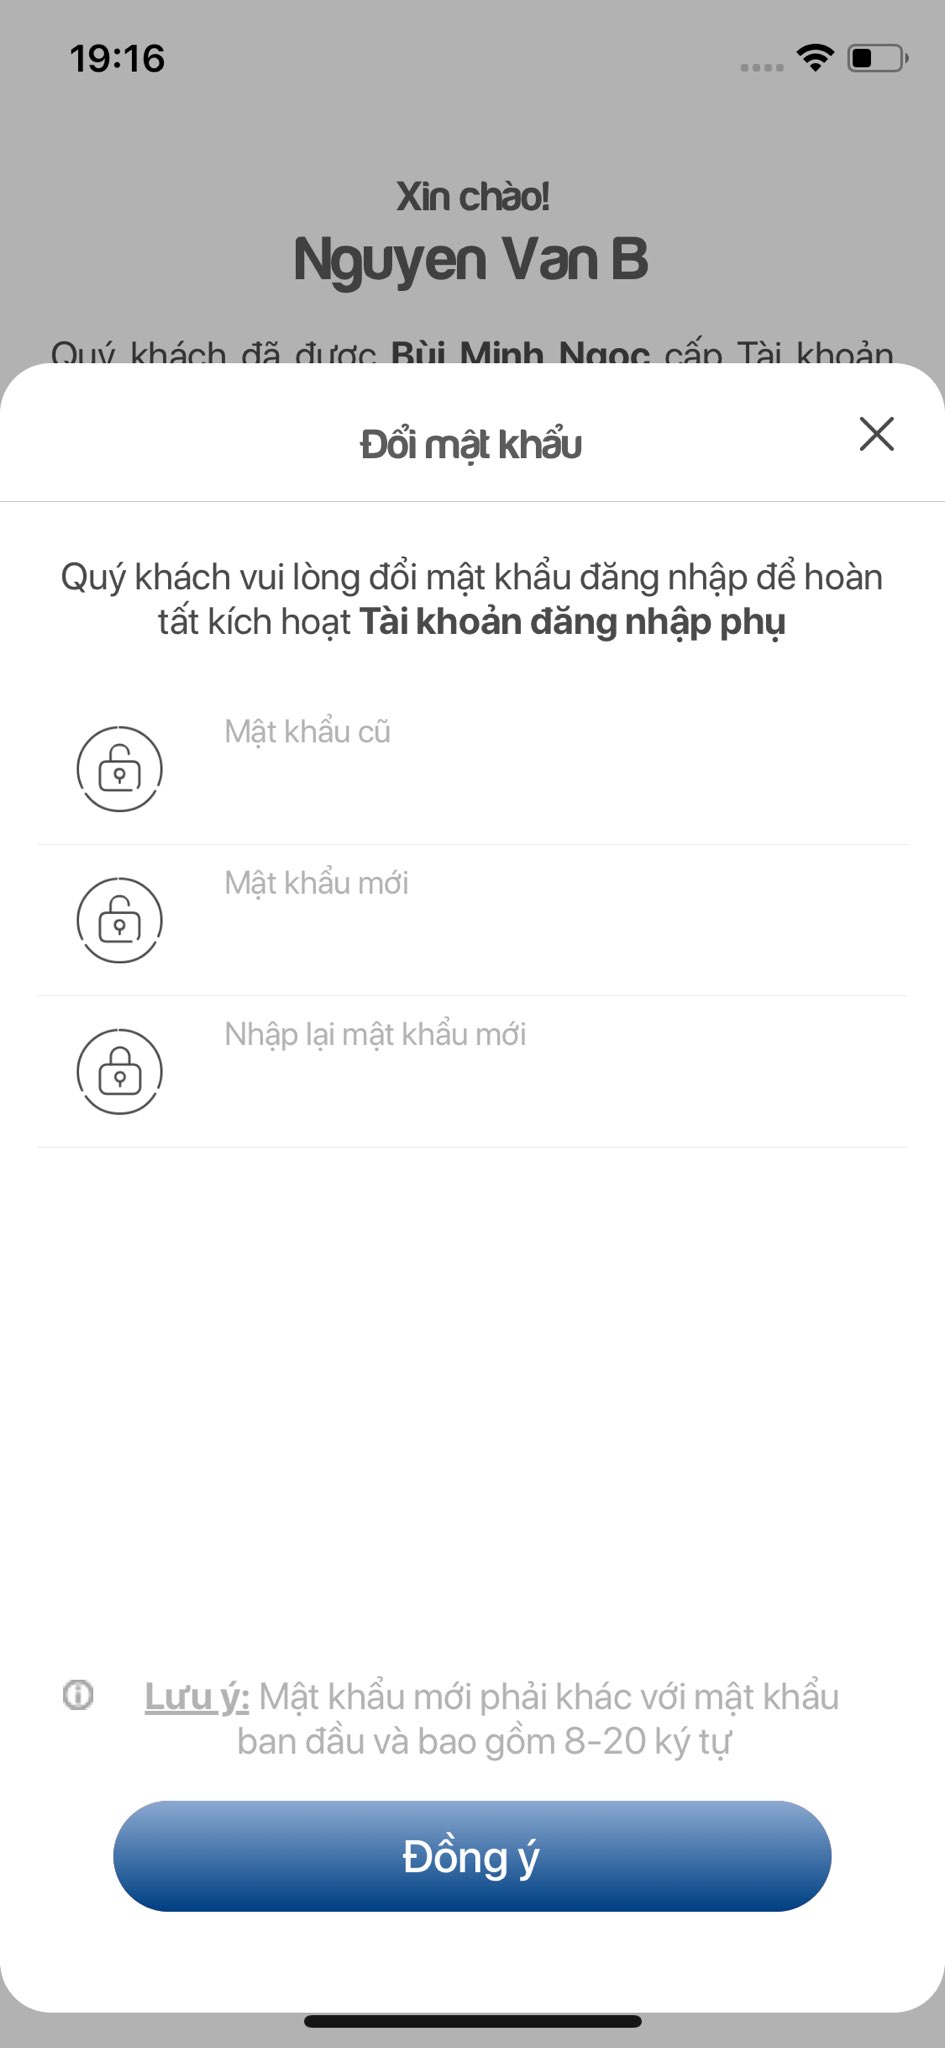 19:16
Xin chào!
Nguyen Van B
Quý khách đã được Bùi Minh Ngọc cấp Tài khoản
Đổi mật khẩu
Quý khách vui lòng đổi mật khẩu đăng nhập để hoàn
tất kích hoạt Tài khoản đăng nhập phụ
Mật khẩu cũ
Mật khẩu mới
Nhập lại mật khẩu mới
Lưu ý: Mật khẩu mới phải khác với mật khẩu
ban đầu và bao gồm 8-20 ký tự
Đồng ý